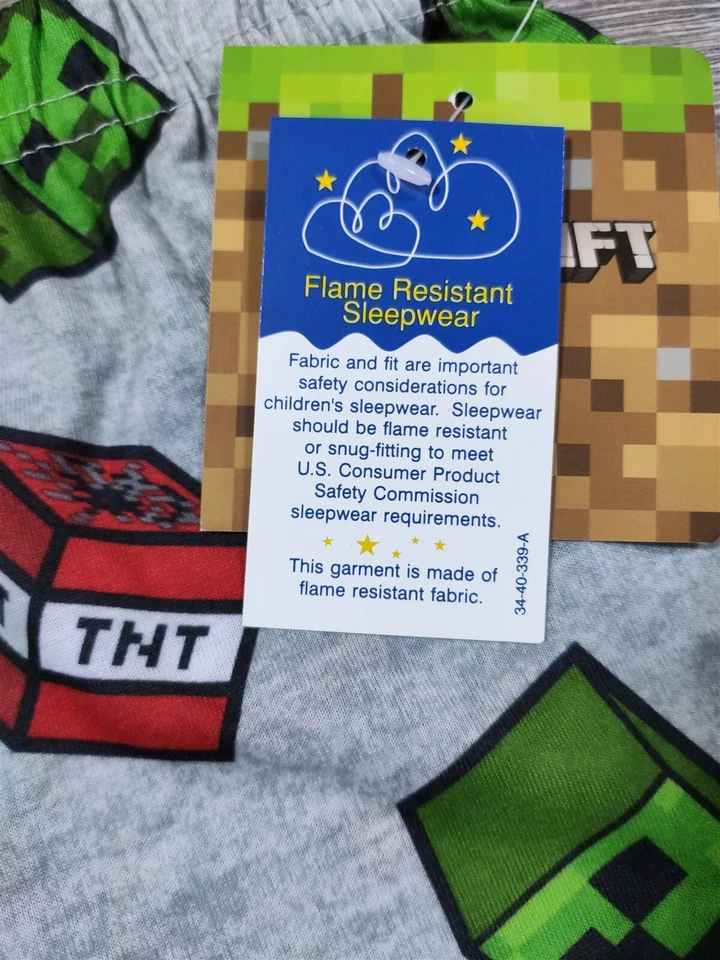 Flame Resistant
Sleepwear
Fabric and fit are important
safety considerations for
children's sleepwear.  Sleepwear
should be flame resistant
or snug-fitting to meet
U.S. Consumer Product
Safety Commission
sleepwear requirements.
This garment is made of
flame resistant fabric.
34-40-339-A
AFT
TNT
T